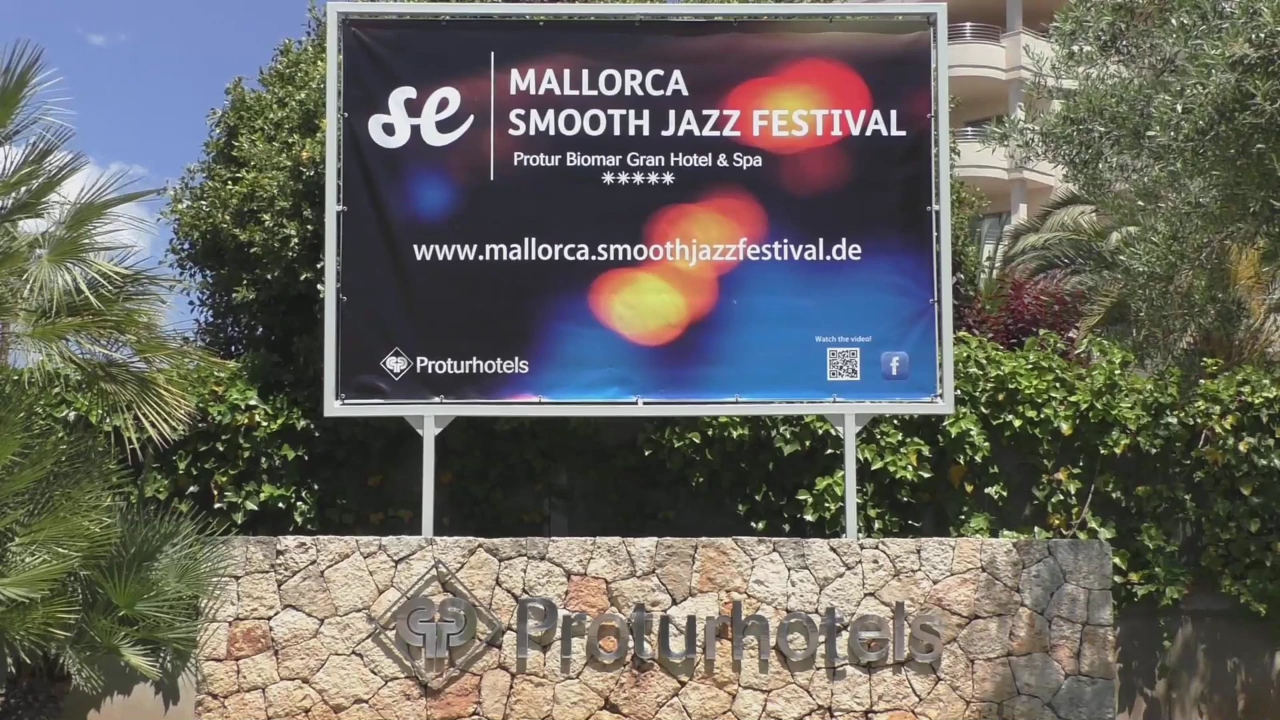 se
MALLORCA
SMOOTH JAZZ FESTIVAL
Protur Biomar Gran Hotel & Spa
*****
www.mallorca.smoothjazzfestival.de
Watch the video!
Proturhotels
f
Proturhotels